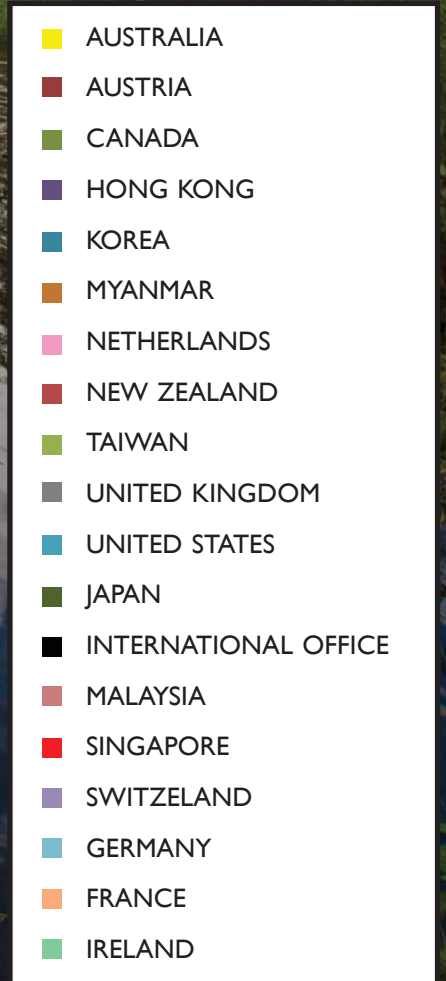 AUSTRALIA
AUSTRIA
CANADA
HONG KONG
KOREA
MYANMAR
NETHERLANDS
NEW ZEALAND
TAIWAN
UNITED KINGDOM
UNITED STATES
JAPAN
INTERNATIONAL OFFICE
MALAYSIA
SINGAPORE
SWITZELAND
GERMANY
FRANCE
IRELAND